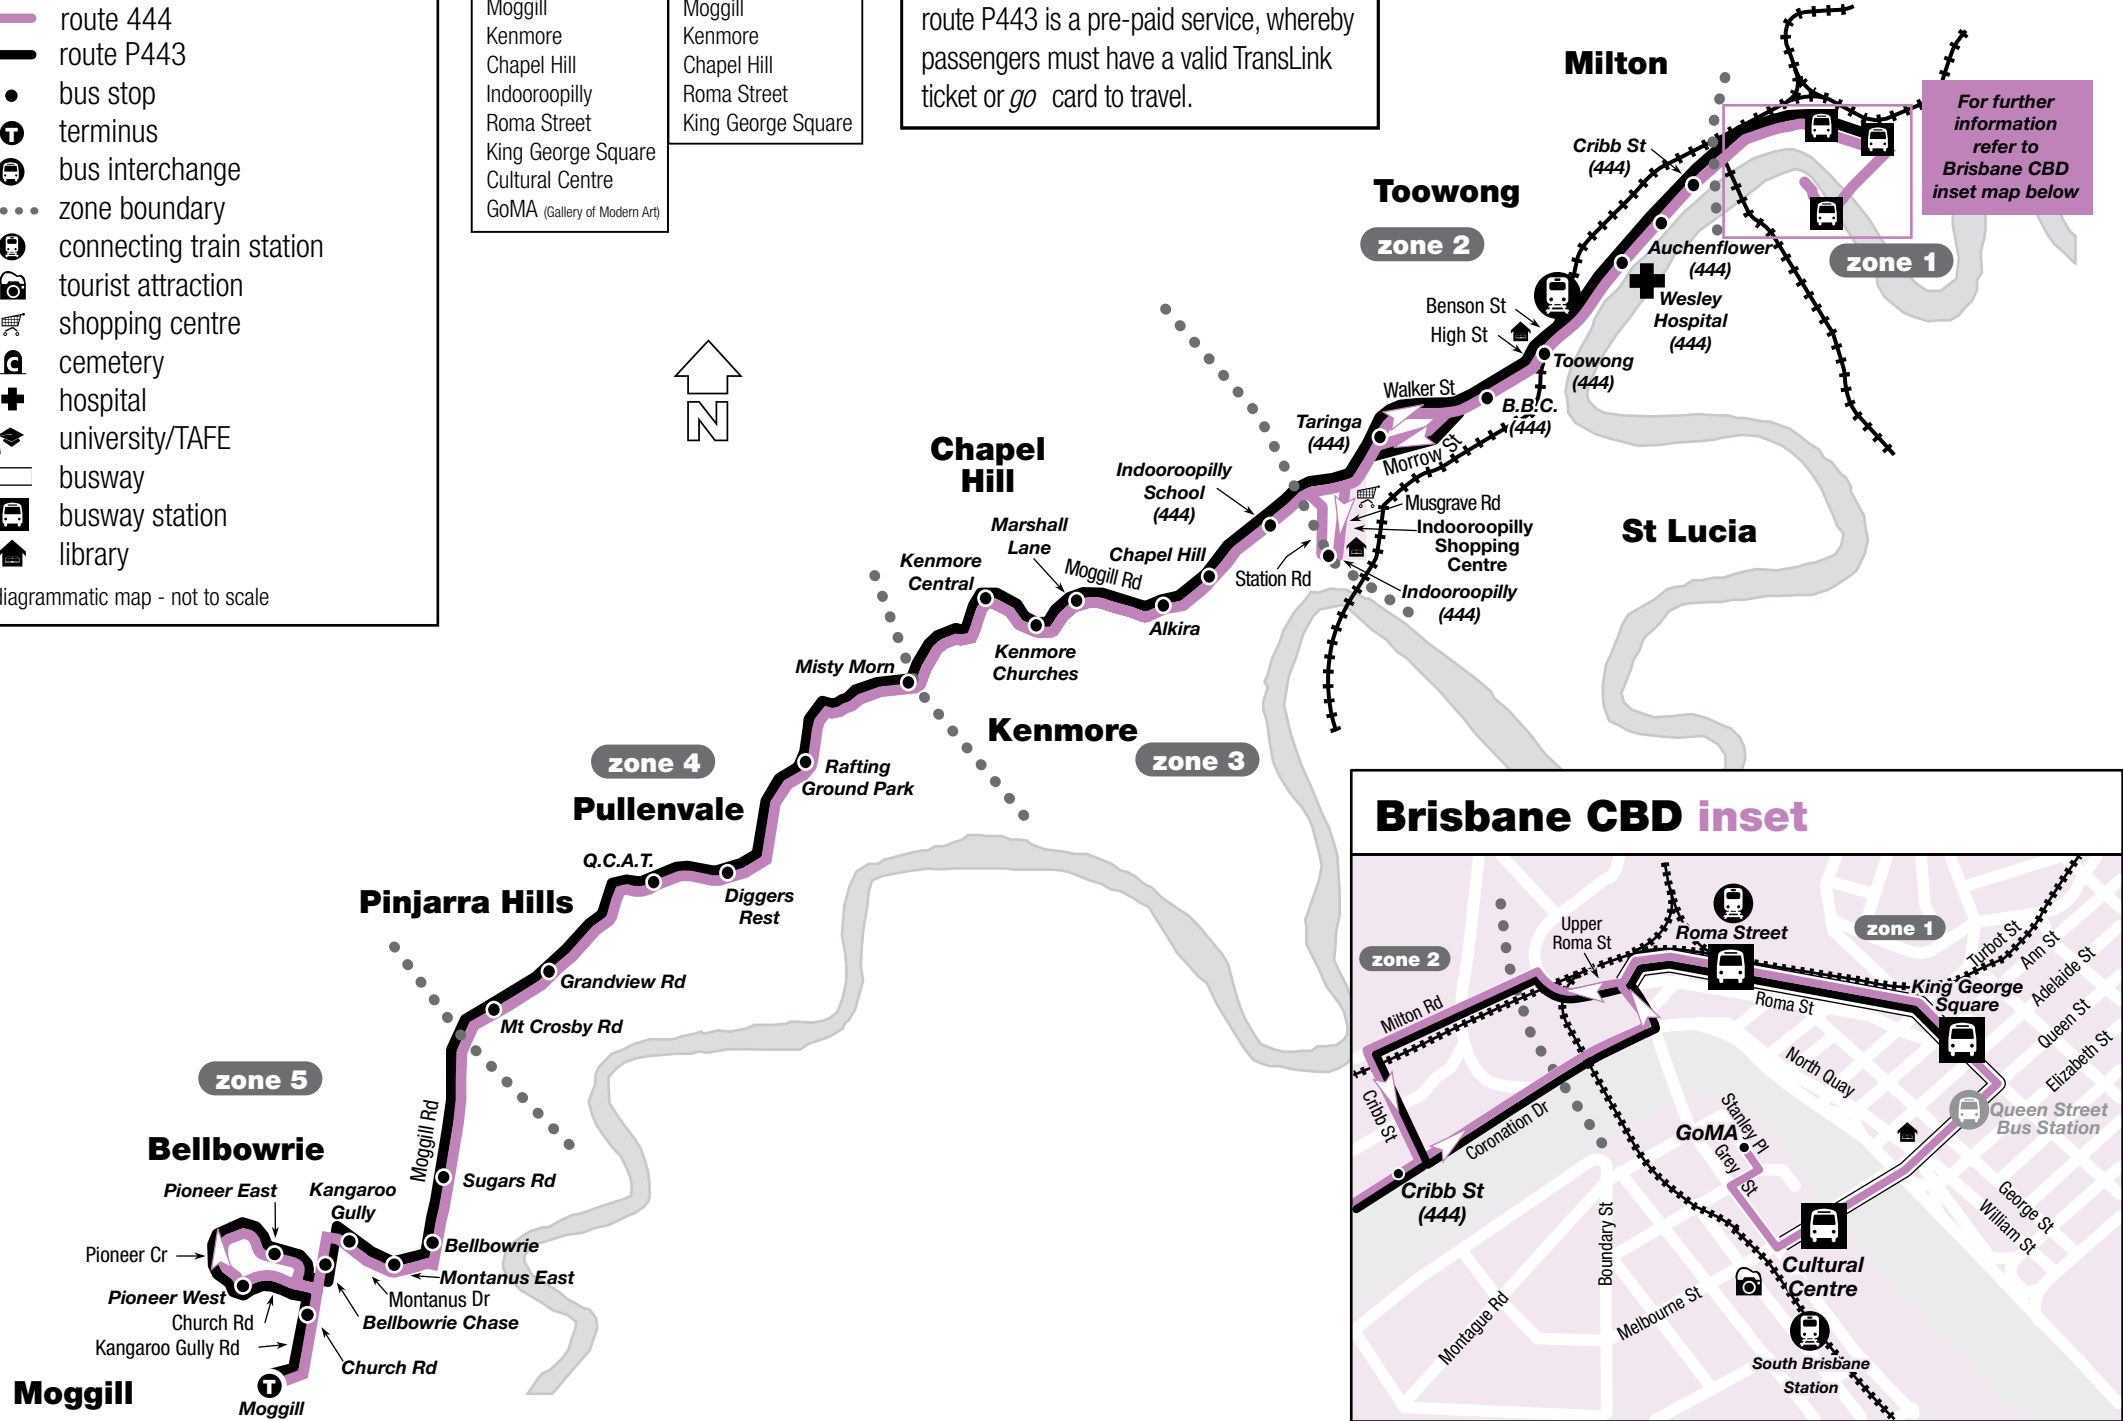 route 444
route P443
bus stop
terminus
bus interchange
zone boundary
connecting train station
tourist attraction
shopping centre
cemetery
hospital
university/TAFE
busway
busway station
library
diagrammatic map - not to scale
Moggill
Kenmore
Chapel Hill
Indooroopilly
Roma Street
King George Square
Cultural Centre
GoMA (Gallery of Modern Art)
Moggill
Kenmore
Chapel Hill
Roma Street
King George Square
route P443 is a pre-paid service, whereby
passengers must have a valid TransLink
ticket or go card to travel.
N
Milton
For further
information
refer to
Brisbane CBD
inset map below
Cribb St
(444)
Toowong
zone 2
zone 1
Auchenflower
(444)
Wesley
Hospital
(444)
Benson St
High St
Toowong
(444)
Walker St
B.B.C.
(444)
Taringa
(444)
Morrow St
Chapel
Hill
Indooroopilly
School
(444)
Musgrave Rd
Indooroopilly
Shopping
Centre
Station Rd
Indooroopilly
(444)
St Lucia
Marshall
Lane
Chapel Hill
Moggill Rd
Kenmore
Central
Alkira
Kenmore
Churches
Misty Morn
Kenmore
zone 3
zone 4
Rafting
Ground Park
Pullenvale
Q.C.A.T.
Diggers
Rest
Pinjarra Hills
Grandview Rd
Mt Crosby Rd
zone 5
Moggill Rd
Bellbowrie
Sugars Rd
Pioneer East
Kangaroo
Gully
Pioneer Cr
Bellbowrie
Montanus East
Montanus Dr
Pioneer West
Bellbowrie Chase
Church Rd
Kangaroo Gully Rd
Church Rd
Moggill
T
Moggill
Brisbane CBD inset
Upper
Roma St
Roma Street
zone 1
zone 2
Turbot St
Ann St
Adelaide St
Queen St
Elizabeth St
King George
Square
Roma St
Milton Rd
North Quay
Cribb St
Coronation Dr
Stanley Pl
GoMA
Grey St
Queen Street
Bus Station
Cribb St
(444)
George St
William St
Boundary St
Cultural
Centre
Montague Rd
Melbourne St
South Brisbane
Station